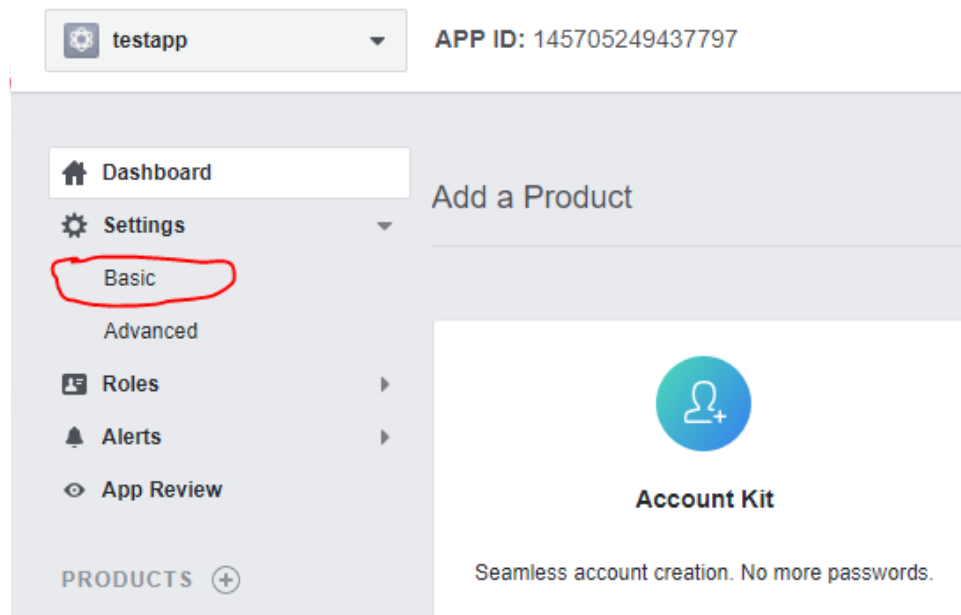 testapp
APP ID: 145705249437797
Dashboard
Settings
Basic
Advanced
Roles
Alerts
App Review
PRODUCTS
Add a Product
Account Kit
Seamless account creation. No more passwords.